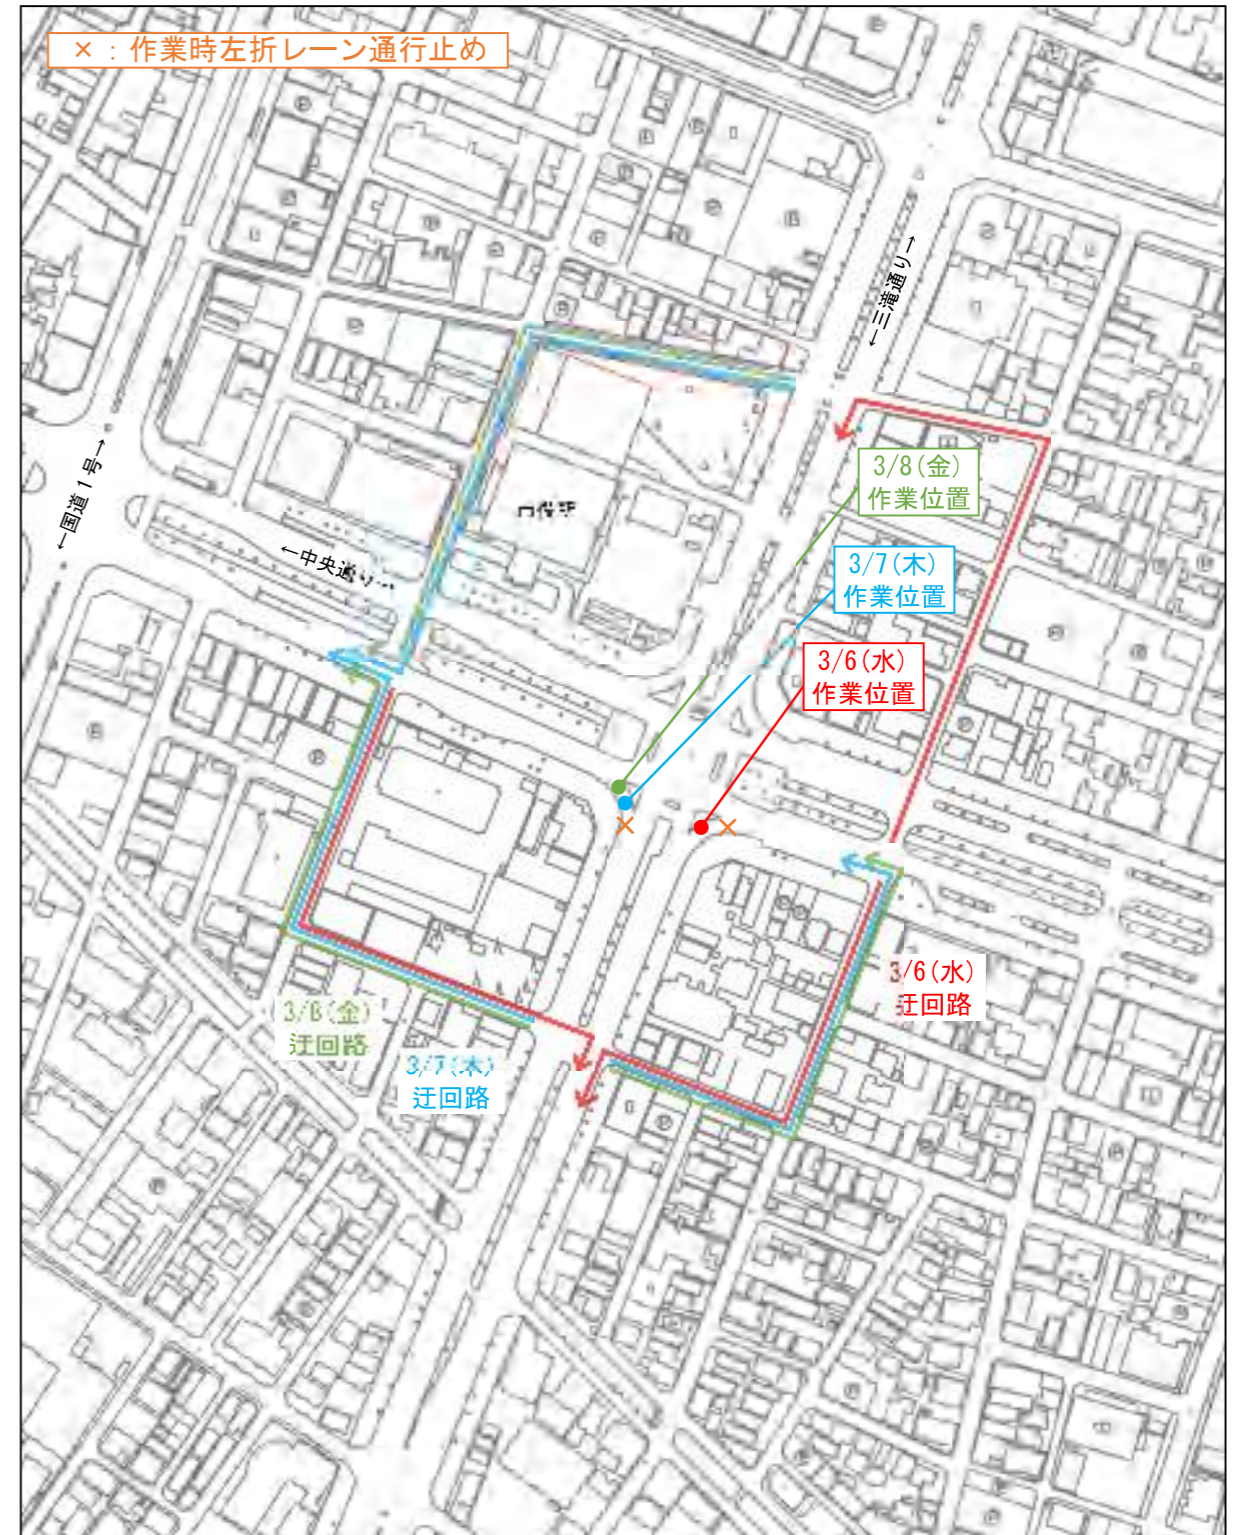 ×：作業時左折レーン通行止め
←三滝通り→
3/8(金)
作業位置
←国道1号→
3/7(木)
作業位置
←中央通り
3/6(水)
作業位置
3/6(水)
迂回路
3/8(金)
迂回路
3/7(木)
迂回路